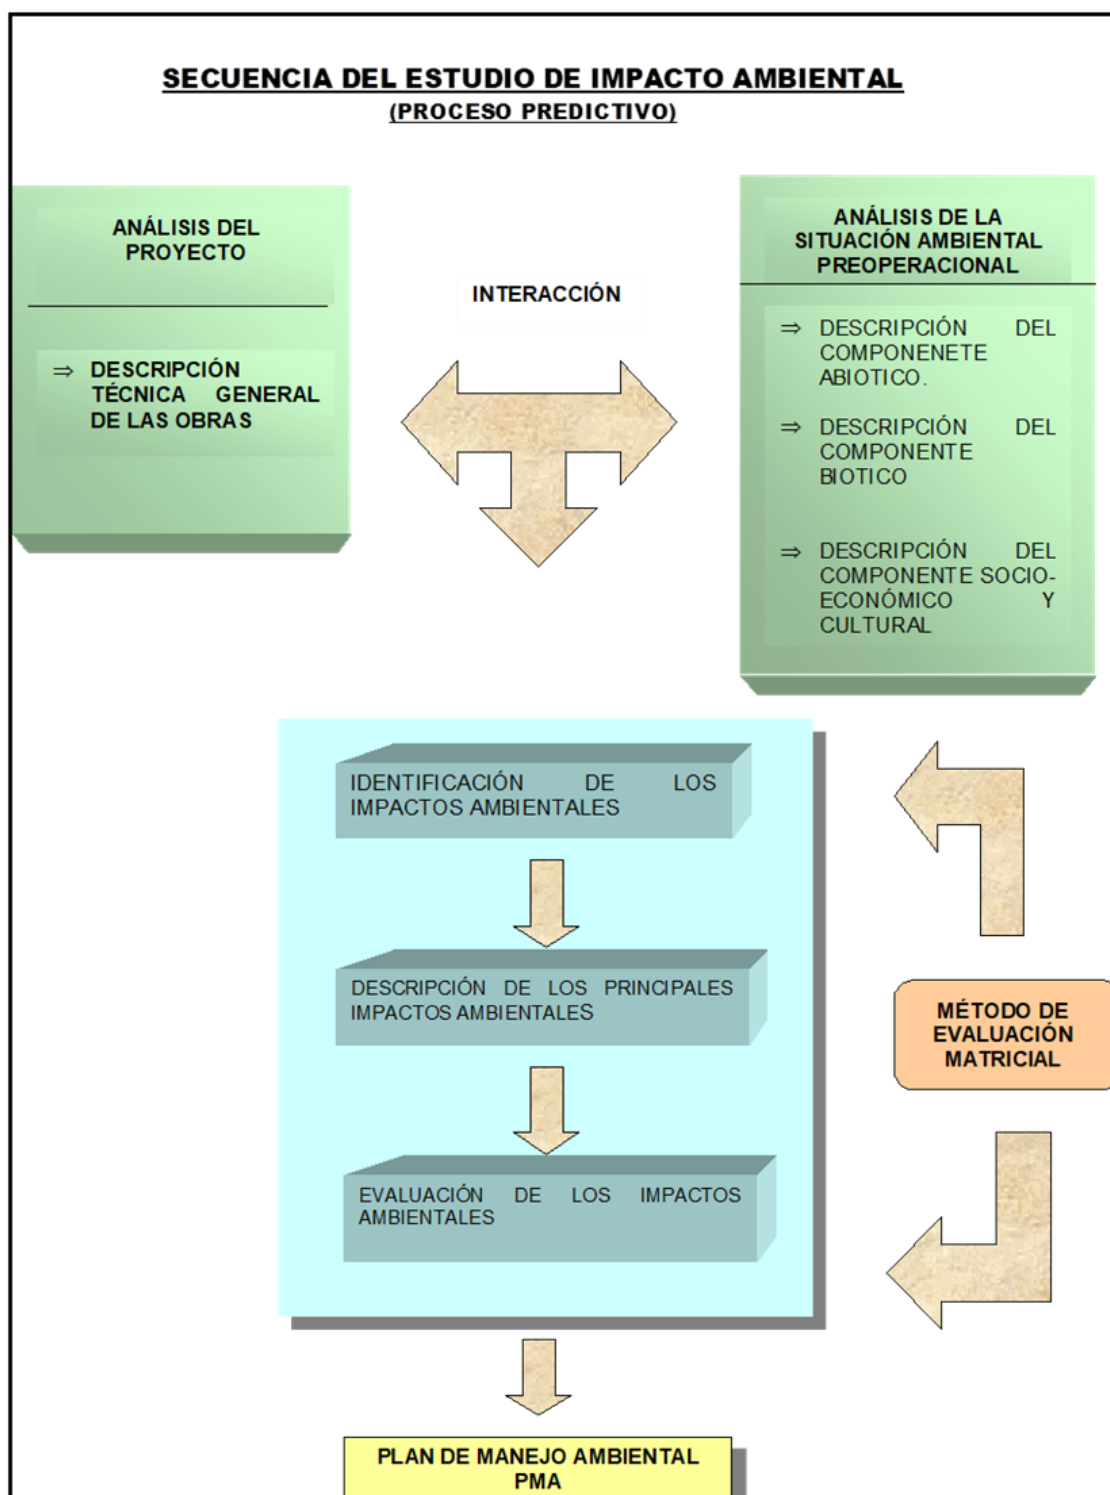 SECUENCIA DEL ESTUDIO DE IMPACTO AMBIENTAL
(PROCESO PREDICTIVO)
ANÁLISIS DEL
PROYECTO
⇒ DESCRIPCIÓN
TÉCNICA GENERAL
DE LAS OBRAS
INTERACCIÓN
ANÁLISIS DE LA
SITUACIÓN AMBIENTAL
PREOPERACIONAL
⇒ DESCRIPCIÓN DEL
COMPONENETE
ABIOTICO.
⇒ DESCRIPCIÓN DEL
COMPONENTE
BIOTICO
⇒ DESCRIPCIÓN DEL
COMPONENTE SOCIO-
ECONÓMICO Y
CULTURAL
IDENTIFICACIÓN DE LOS
IMPACTOS AMBIENTALES
DESCRIPCIÓN DE LOS PRINCIPALES
IMPACTOS AMBIENTALES
MÉTODO DE
EVALUACIÓN
MATRICIAL
EVALUACIÓN DE LOS IMPACTOS
AMBIENTALES
PLAN DE MANEJO AMBIENTAL
PMA